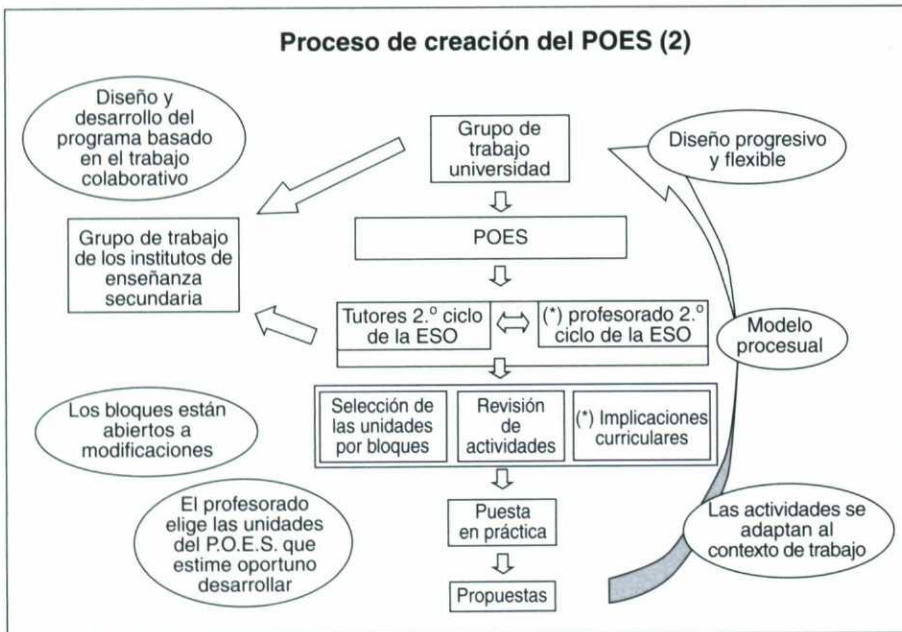 Proceso de creación del POES (2)
Diseño y
desarrollo del
programa basado
en el trabajo
colaborativo
Grupo de
trabajo
universidad
Diseño progresivo
y flexible
Grupo de trabajo
de los institutos de
enseñanza
secundaria
POES
Tutores 2.º ciclo
de la ESO
(*) profesorado 2.º
ciclo de la ESO
Modelo
procesual
Los bloques están
abiertos a
modificaciones
Selección de
las unidades
por bloques
Revisión
de
actividades
(*) Implicaciones
curriculares
El profesorado
elige las unidades
del P.O.E.S. que
estime oportuno
desarrollar
Puesta
en práctica
Las actividades se
adaptan al
contexto de trabajo
Propuestas